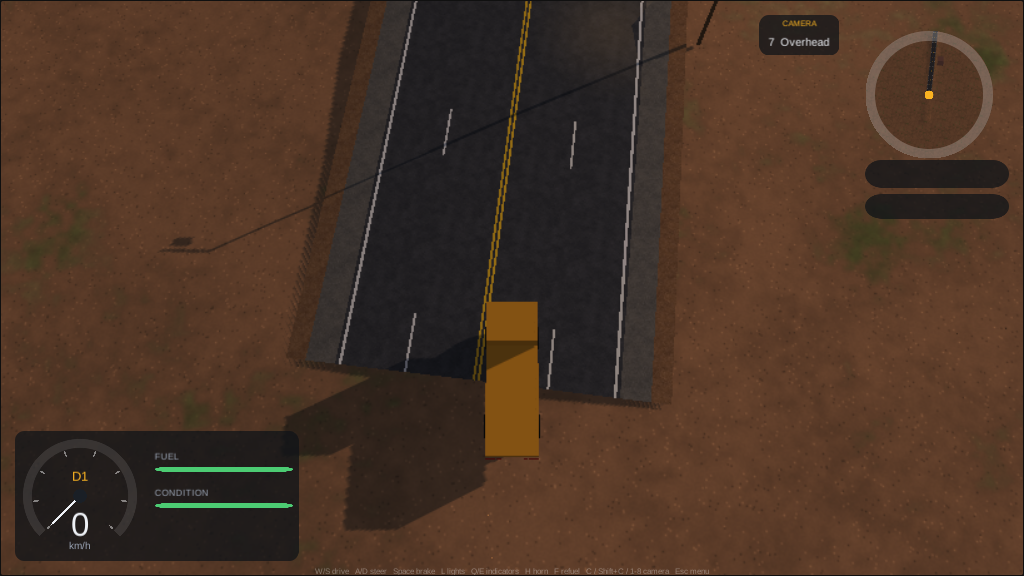 CAMERA
7 Overhead
D1
0
km/h
FUEL
CONDITION
W/S drive A/D steer Space brake L lights Q/E indicators H horn F refuel C / Shift+C / 1-8 camera Esc menu